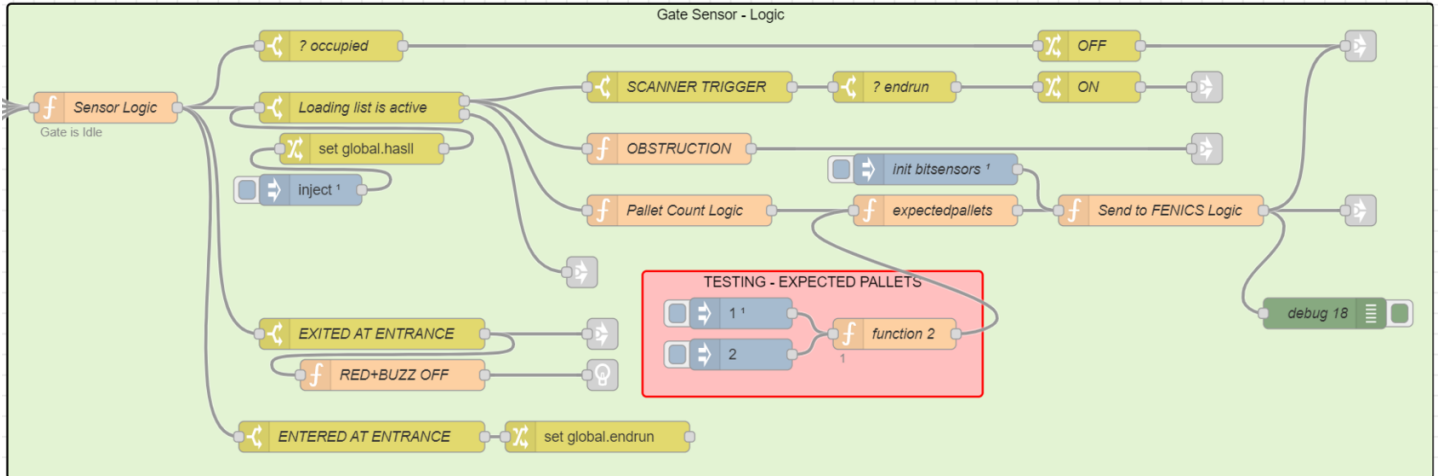 Gate Sensor - Logic
? occupied
OFF
SCANNER TRIGGER
? endrun
ON
Sensor Logic
Loading list is active
Gate is Idle
set global.hasll
OBSTRUCTION
init bitsensors ¹
inject ¹
Pallet Count Logic
expectedpallets
Send to FENICS Logic
TESTING - EXPECTED PALLETS
1 ¹
debug 18
EXITED AT ENTRANCE
function 2
2
1
RED+BUZZ OFF
ENTERED AT ENTRANCE
set global.endrun